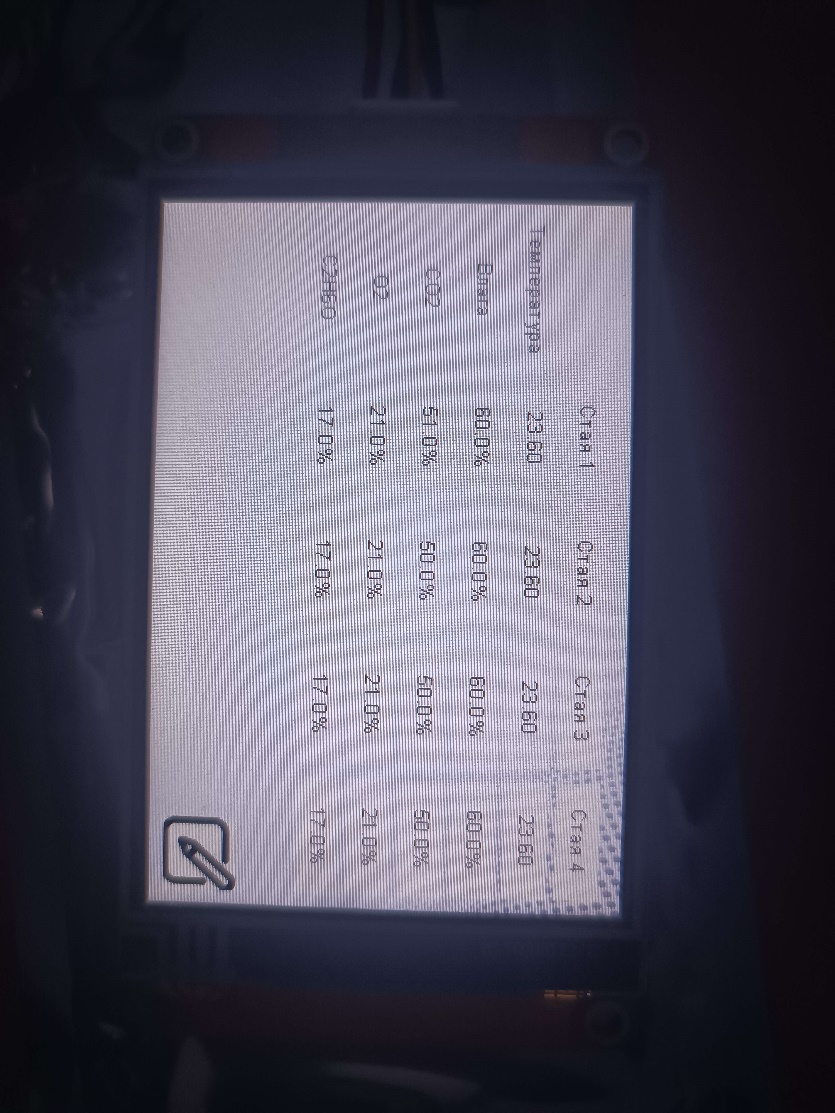 Стая 1 Стая 2 Стая 3 Стая 4
Температура 23.60 23.60 23.60 23.60
Влага 60.0% 60.0% 60.0% 60.0%
CO2 51.0% 50.0% 50.0% 50.0%
O2 21.0% 21.0% 21.0% 21.0%
C2H6O 17.0% 17.0% 17.0% 17.0%